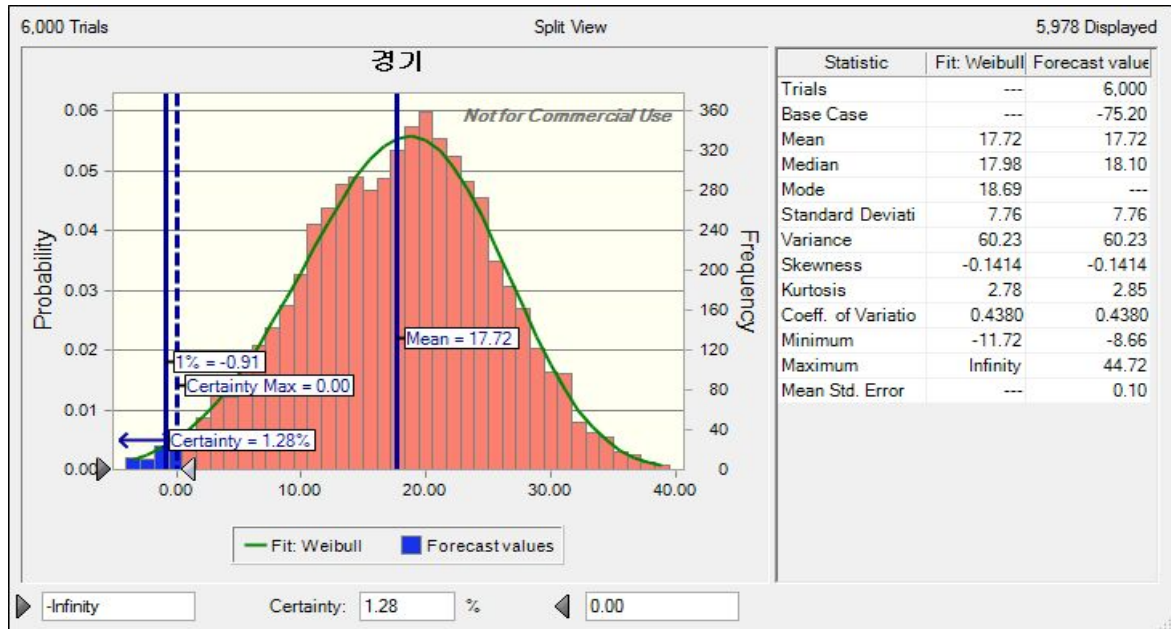 6,000 Trials Split View 5,978 Displayed
경기
Not for Commercial Use
Probability
0.06
0.05
0.04
0.03
0.02
0.01
0.00
Mean = 17.72
1% = -0.91
Certainty Max = 0.00
Certainty = 1.28%
360
320
280
240
200
160
120
80
40
0
Frequency
0.00 10.00 20.00 30.00 40.00
Fit: Weibull Forecast values
Statistic Fit: Weibull Forecast value
Trials --- 6,000
Base Case --- -75.20
Mean 17.72 17.72
Median 17.98 18.10
Mode 18.69 ---
Standard Deviati 7.76 7.76
Variance 60.23 60.23
Skewness -0.1414 -0.1414
Kurtosis 2.78 2.85
Coeff. of Variatio 0.4380 0.4380
Minimum -11.72 -8.66
Maximum Infinity 44.72
Mean Std. Error --- 0.10
-Infinity Certainty: 1.28 % 0.00